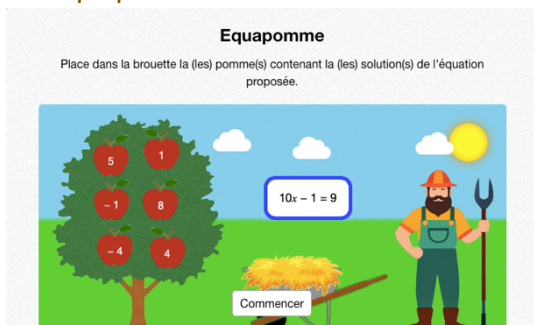 Equapomme
Place dans la brouette la (les) pomme(s) contenant la (les) solution(s) de l'équation
proposée.
5
1
10x – 1 = 9
– 1
8
– 4
4
Commencer